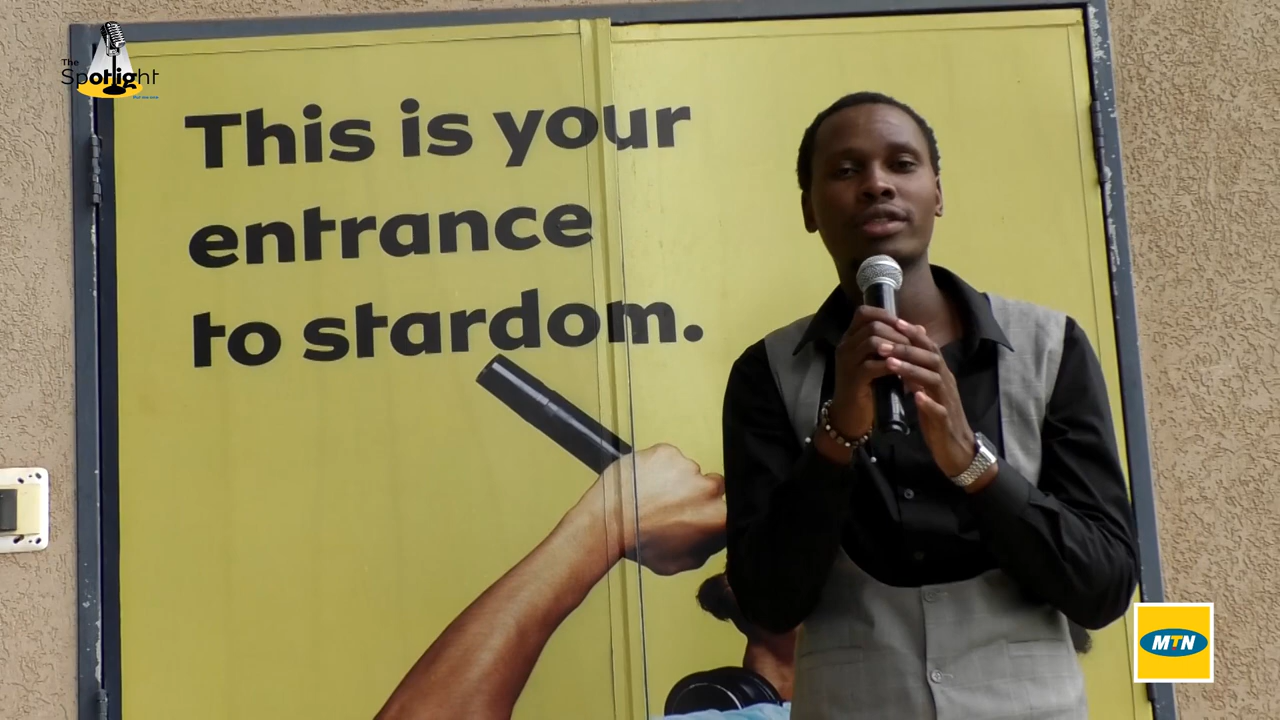 The
Spotlight
This is your
entrance
to stardom.
MTN